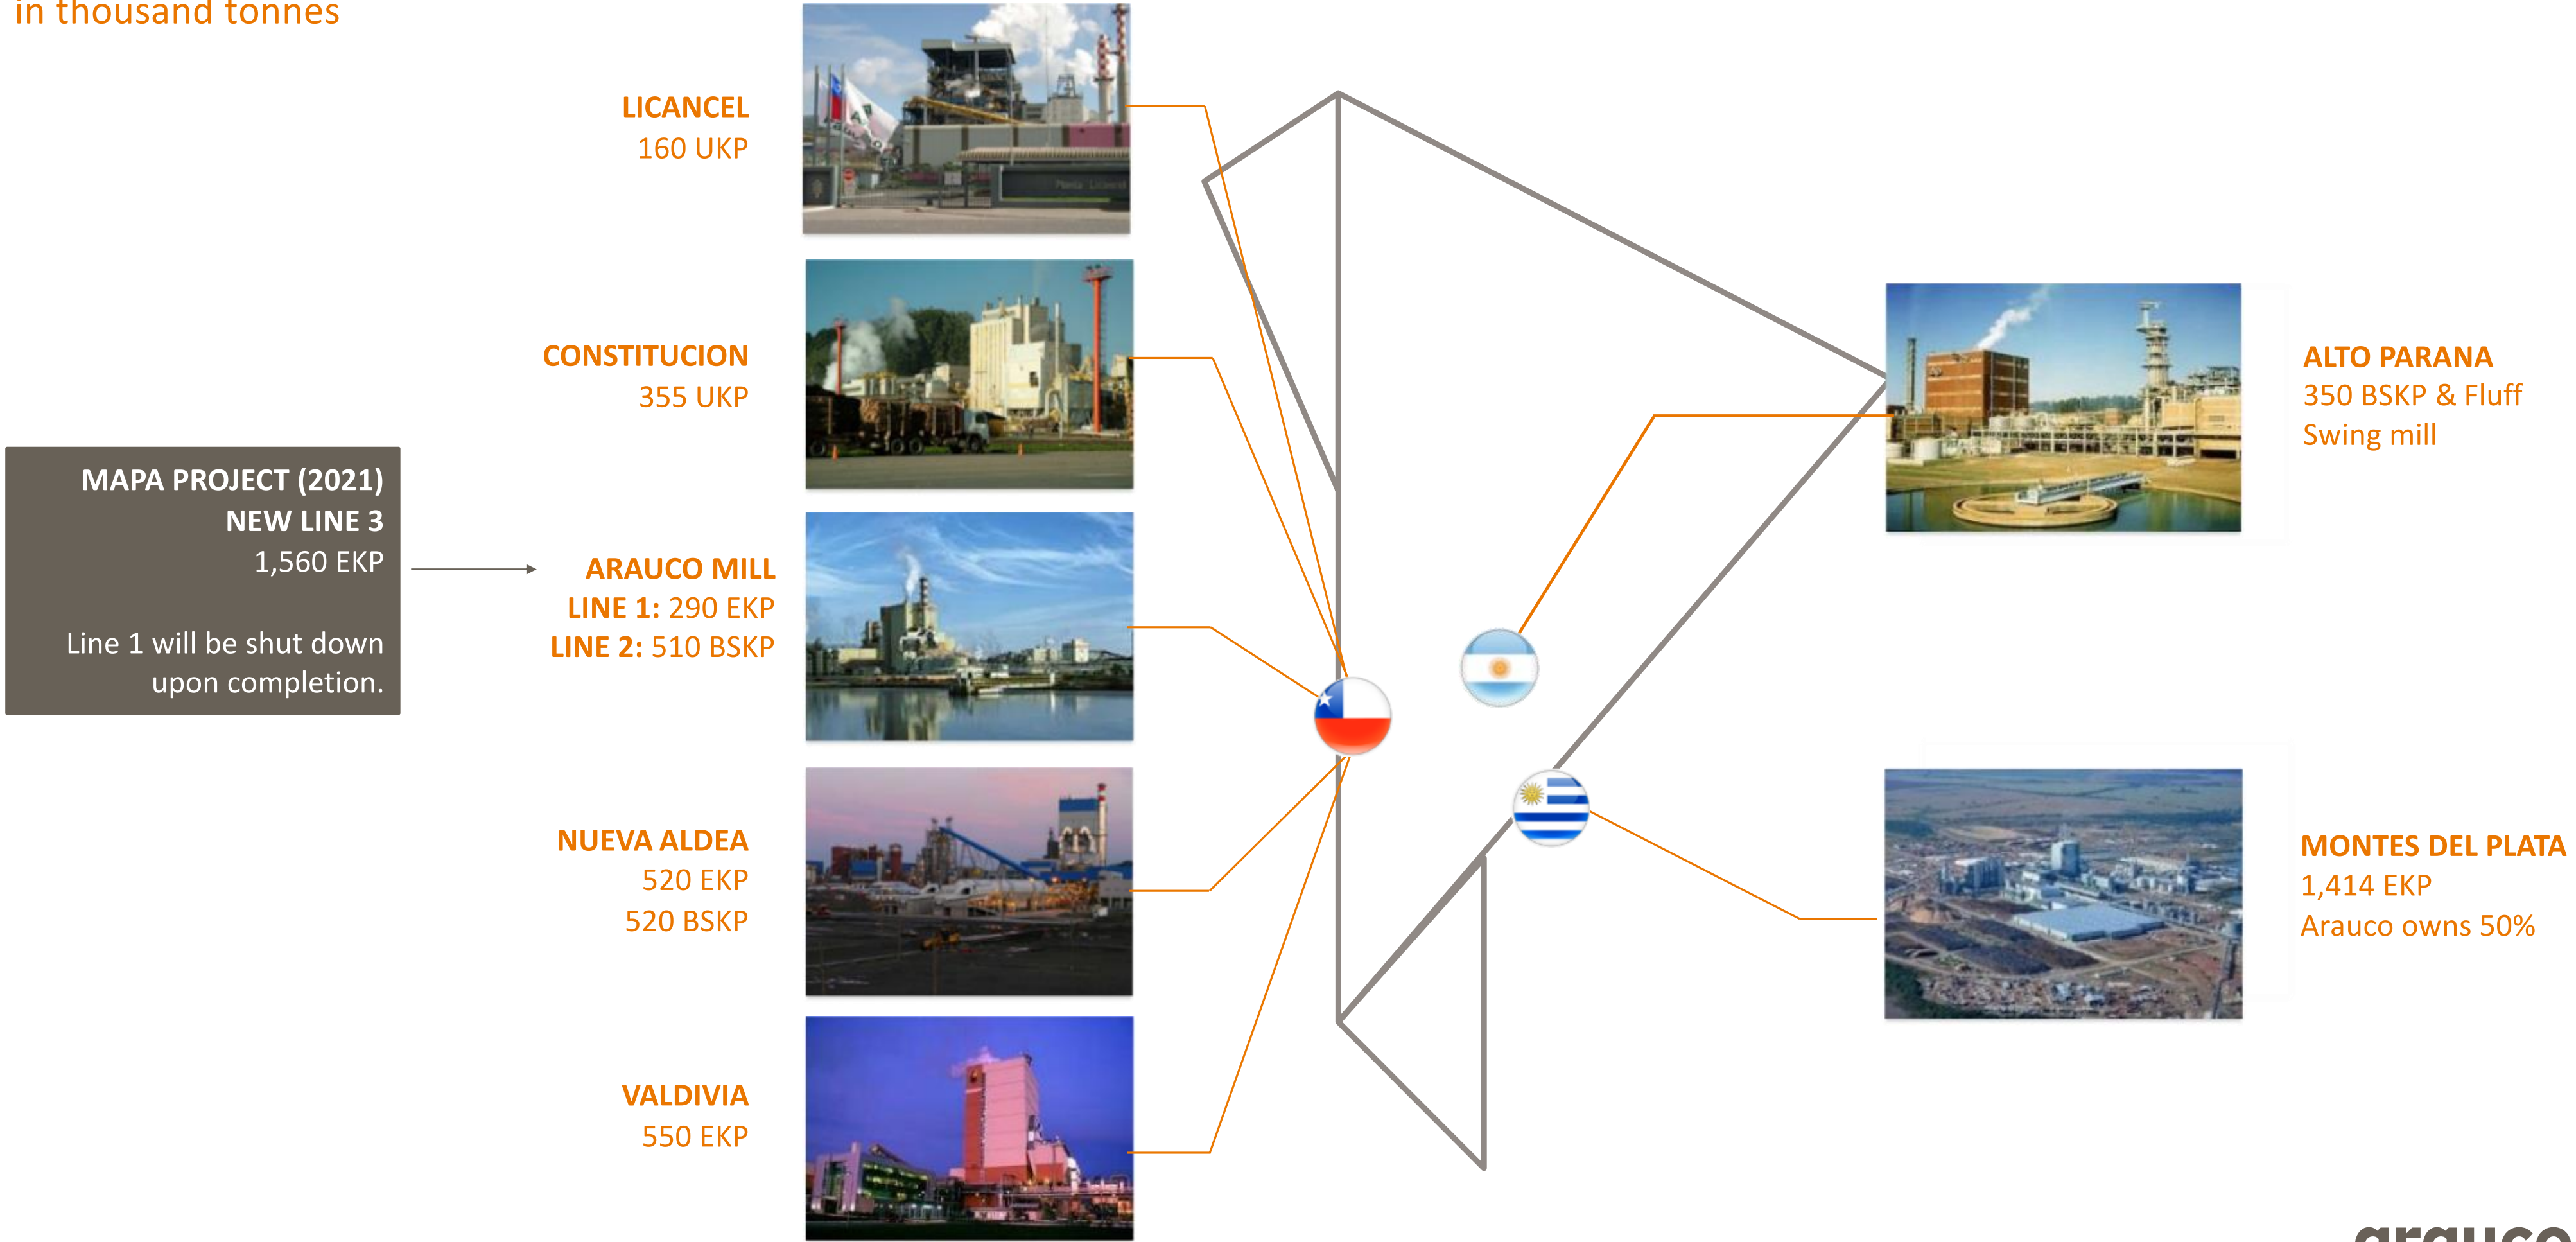 in thousand tonnes
LICANCEL
160 UKP
CONSTITUCION
355 UKP
MAPA PROJECT (2021)
NEW LINE 3
1,560 EKP
Line 1 will be shut down
upon completion.
ARAUCO MILL
LINE 1: 290 EKP
LINE 2: 510 BSKP
NUEVA ALDEA
520 EKP
520 BSKP
VALDIVIA
550 EKP
ALTO PARANA
350 BSKP & Fluff
Swing mill
MONTES DEL PLATA
1,414 EKP
Arauco owns 50%
arauco